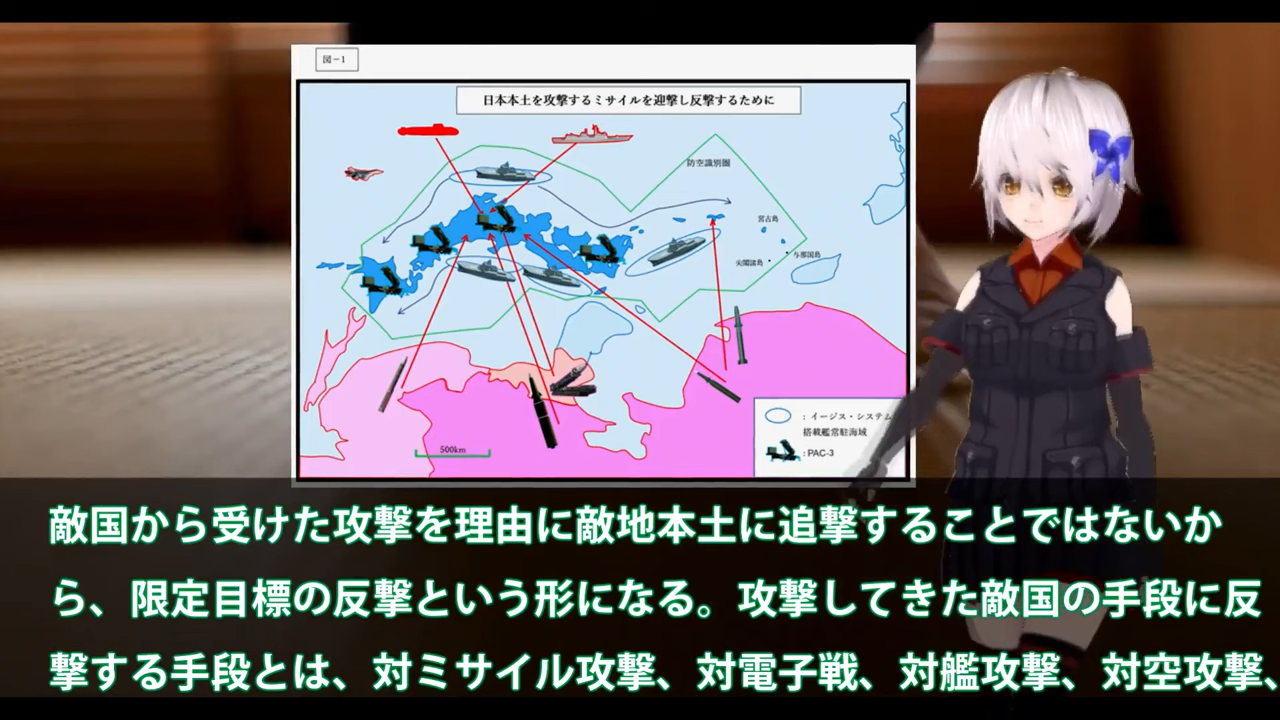 図－1
日本本土を攻撃するミサイルを迎撃し反撃するために
防空識別圏
宮古島
尖閣諸島
与那国島
500km
：イージス・システム
搭載艦常駐海域
：PAC-3
敵国から受けた攻撃を理由に敵地本土に追撃することではないか
ら、限定目標の反撃という形になる。攻撃してきた敵国の手段に反
撃する手段とは、対ミサイル攻撃、対電子戦、対艦攻撃、対空攻撃、